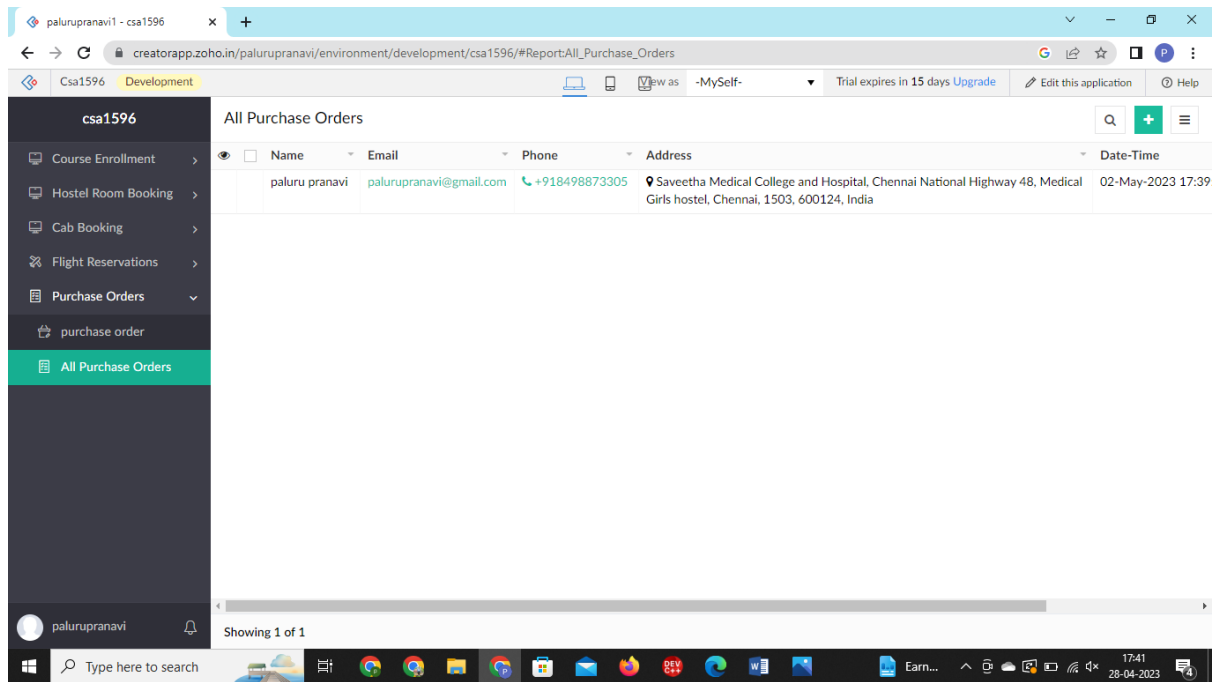 palurupranavi1 - csa1596
creatorapp.zoho.in/palurupranavi/environment/development/csa1596/#Report:All_Purchase_Orders
G
P
Csa1596 Development
View as -MySelf-
Trial expires in 15 days Upgrade
Edit this application
Help
csa1596
All Purchase Orders
Course Enrollment
Hostel Room Booking
Cab Booking
Flight Reservations
Purchase Orders
purchase order
All Purchase Orders
Name Email Phone Address Date-Time
paluru pranavi palurupranavi@gmail.com +918498873305 Saveetha Medical College and Hospital, Chennai National Highway 48, Medical 02-May-2023 17:39
Girls hostel, Chennai, 1503, 600124, India
palurupranavi
Showing 1 of 1
Type here to search
DEV
C++
W
Earn...
17:41
28-04-2023
4